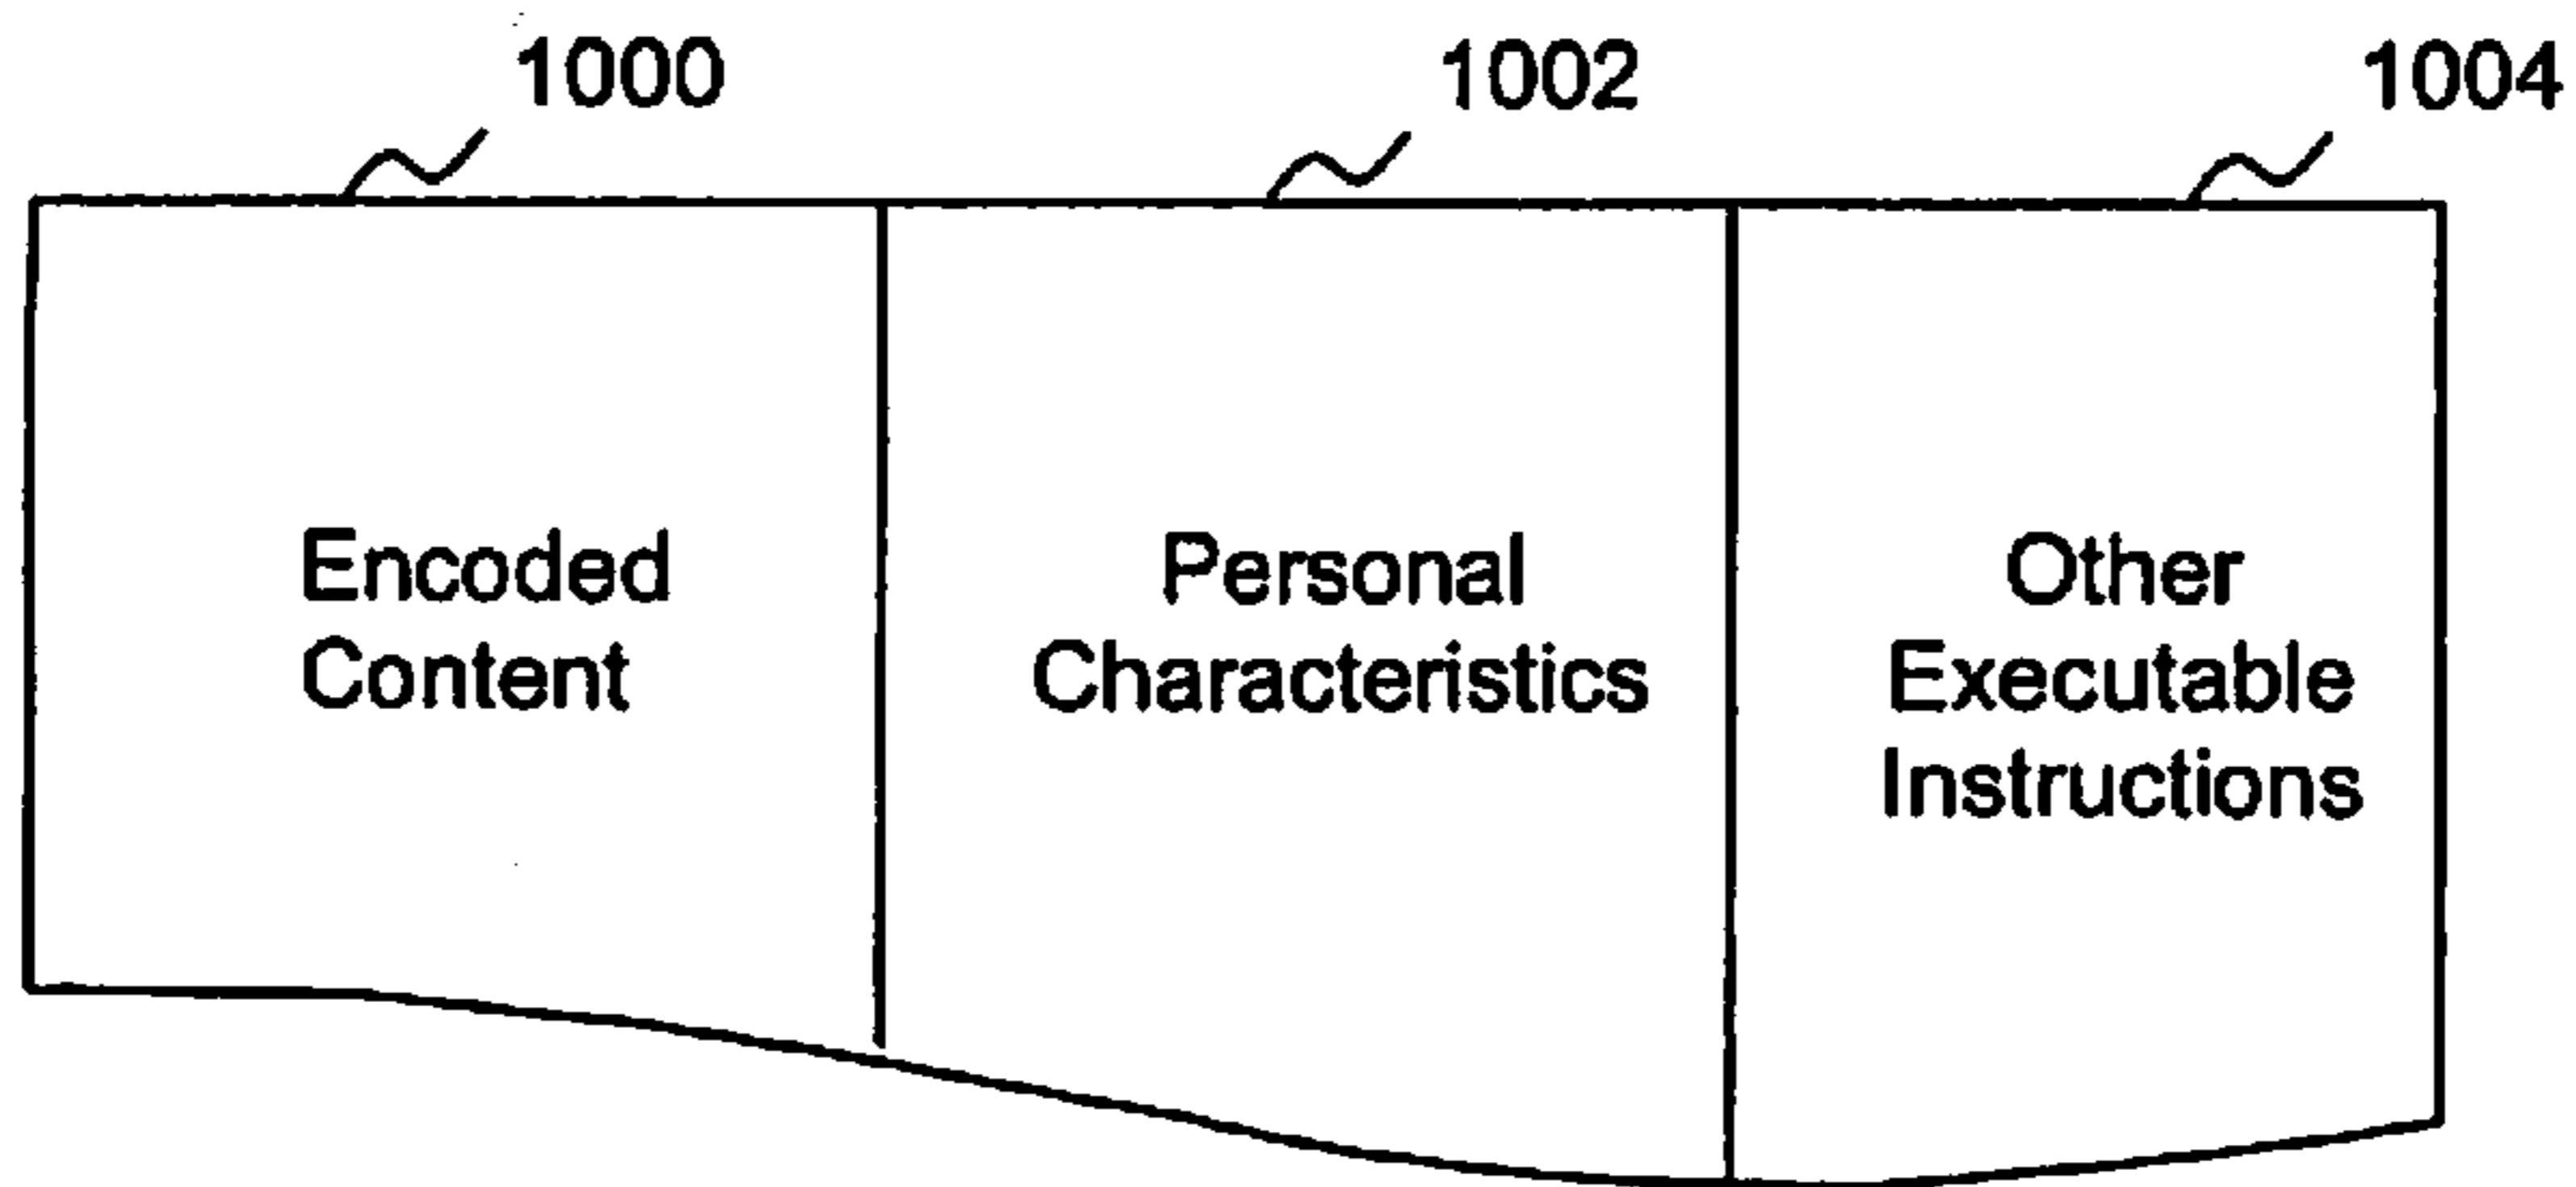 1000
1002
1004
Encoded
Content
Personal
Characteristics
Other
Executable
Instructions